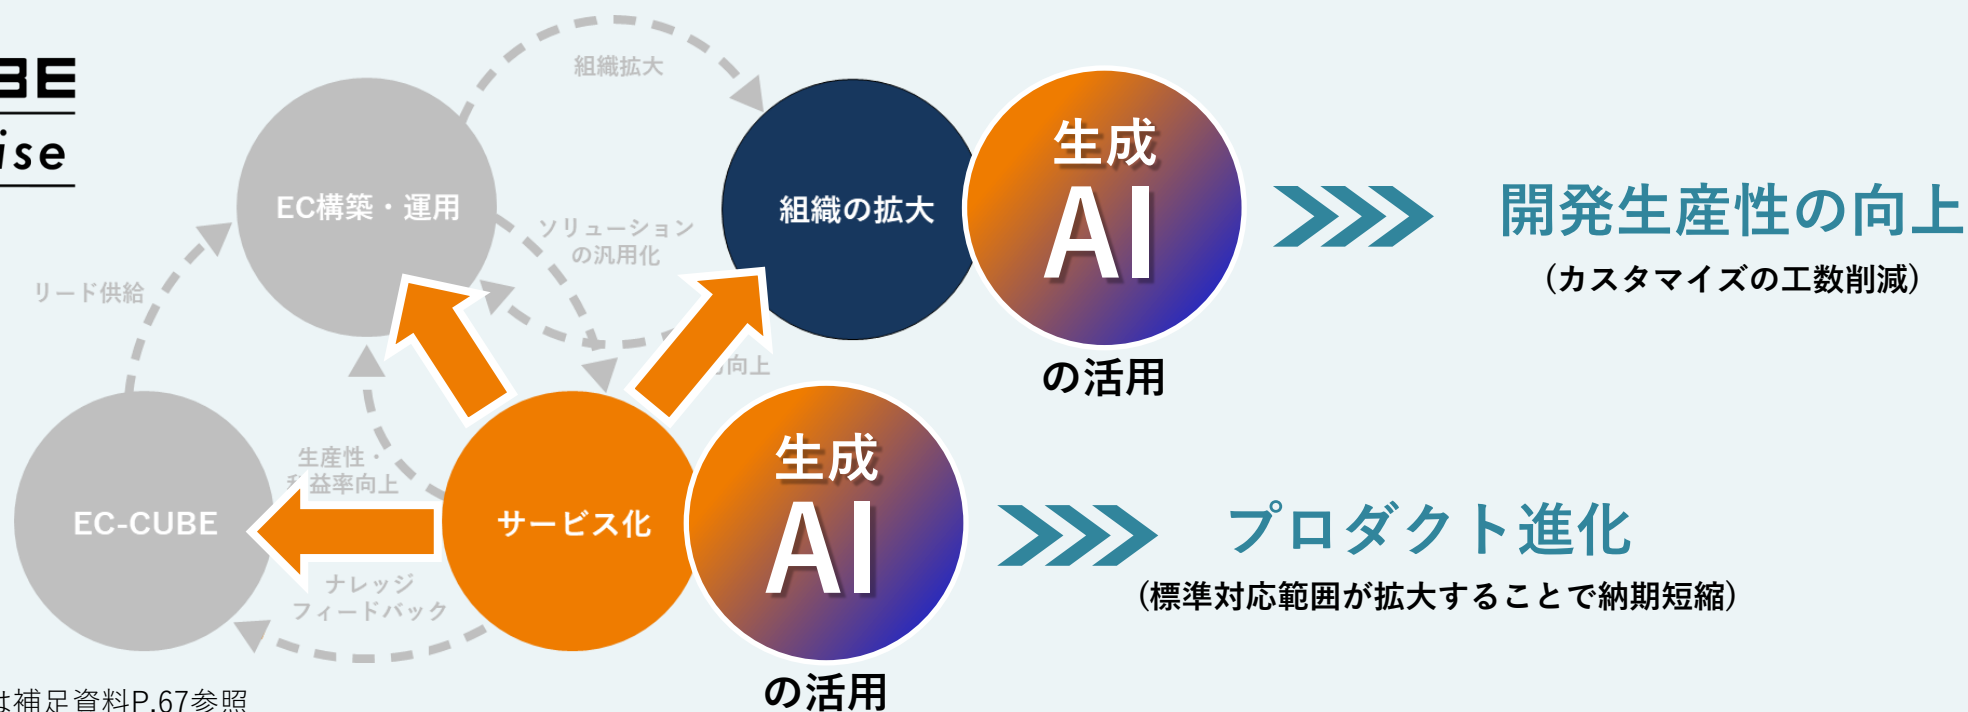 BE
ise
組織拡大
EC構築・運用
ソリューション
の汎用化
組織の拡大
生成
AI
の活用
開発生産性の向上
(カスタマイズの工数削減)
リード供給
向上
生産性・
益率向上
EC-CUBE
サービス化
生成
AI
の活用
プロダクト進化
(標準対応範囲が拡大することで納期短縮)
ナレッジ
フィードバック
は補足資料P.67参照